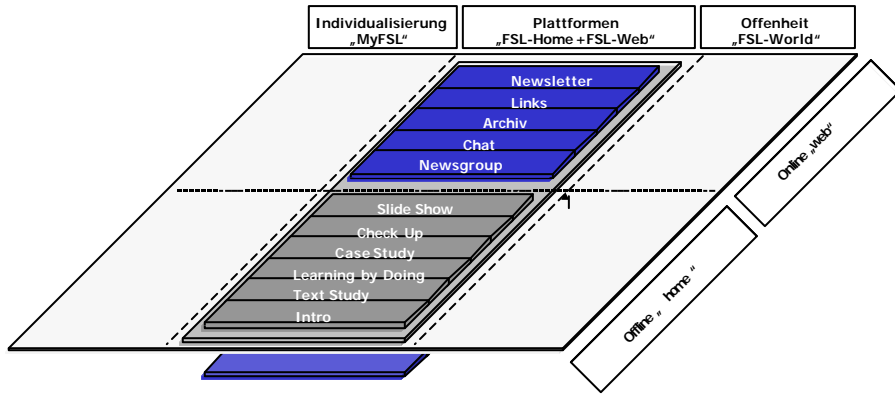 Individualisierung
„MyFSL“
Plattformen
„FSL-Home+FSL-Web“
Offenheit
„FSL-World“
Newsletter
Links
Archiv
Chat
Newsgroup
Slide Show
Check Up
Case Study
Learning by Doing
Text Study
Intro
Online „web“
Offline „home“